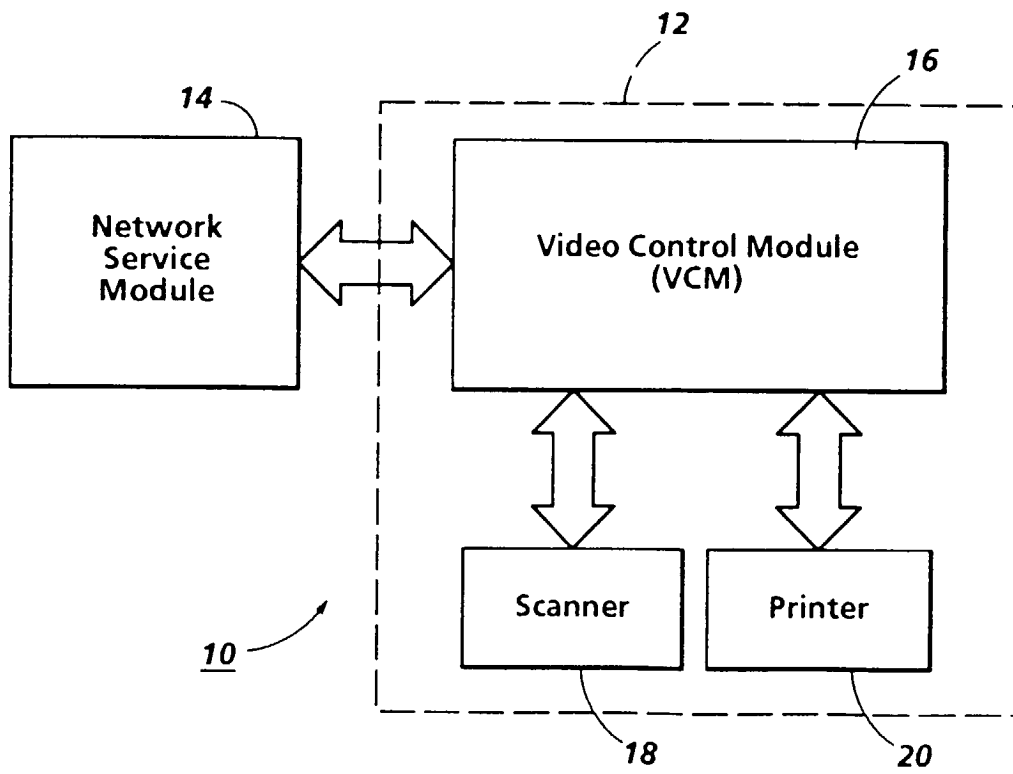 12
14
16
Network
Service
Module
Video Control Module
(VCM)
Scanner
Printer
10
18
20